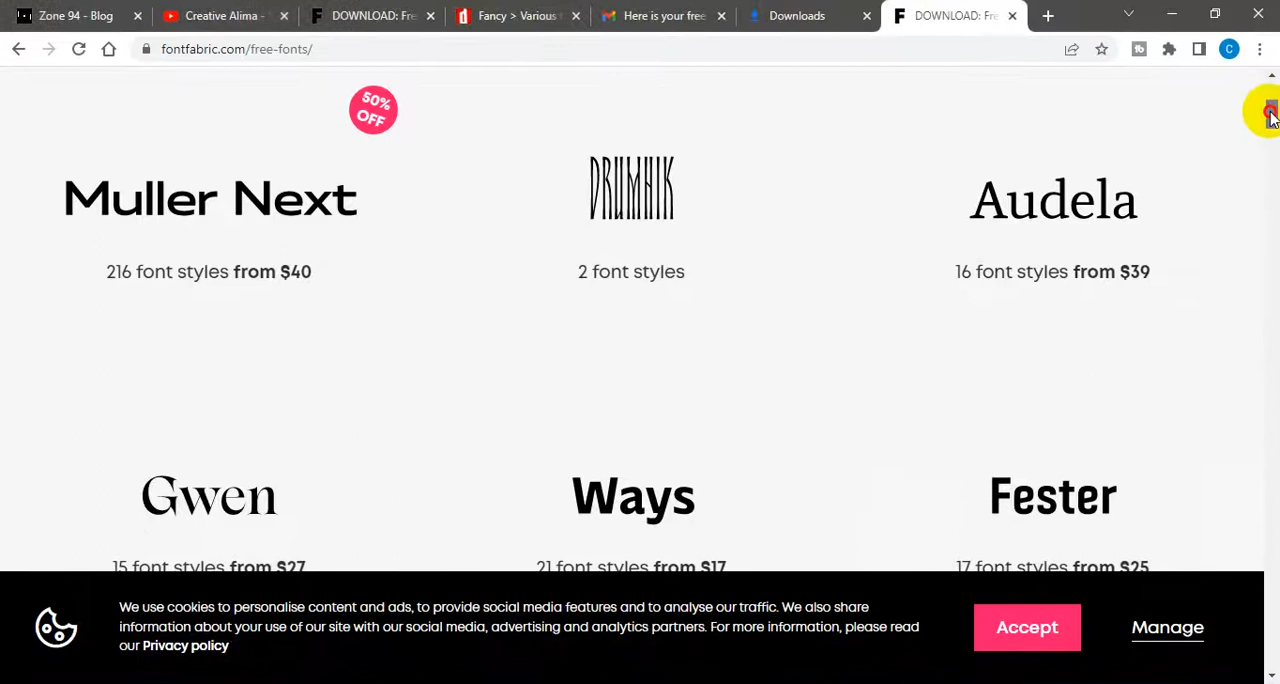 Zone 94 - Blog
Creative Alima -
DOWNLOAD: Fre
Fancy > Various
Here is your free
Downloads
DOWNLOAD: Fre
fontfabric.com/free-fonts/
C
50%
OFF
Muller Next
DRUMNIK
Audela
216 font styles from $40
2 font styles
16 font styles from $39
Gwen
Ways
Fester
15 font styles from $27
21 font styles from $17
17 font styles from $25
We use cookies to personalise content and ads, to provide social media features and to analyse our traffic. We also share
information about your use of our site with our social media, advertising and analytics partners. For more information, please read
our Privacy policy
Accept
Manage